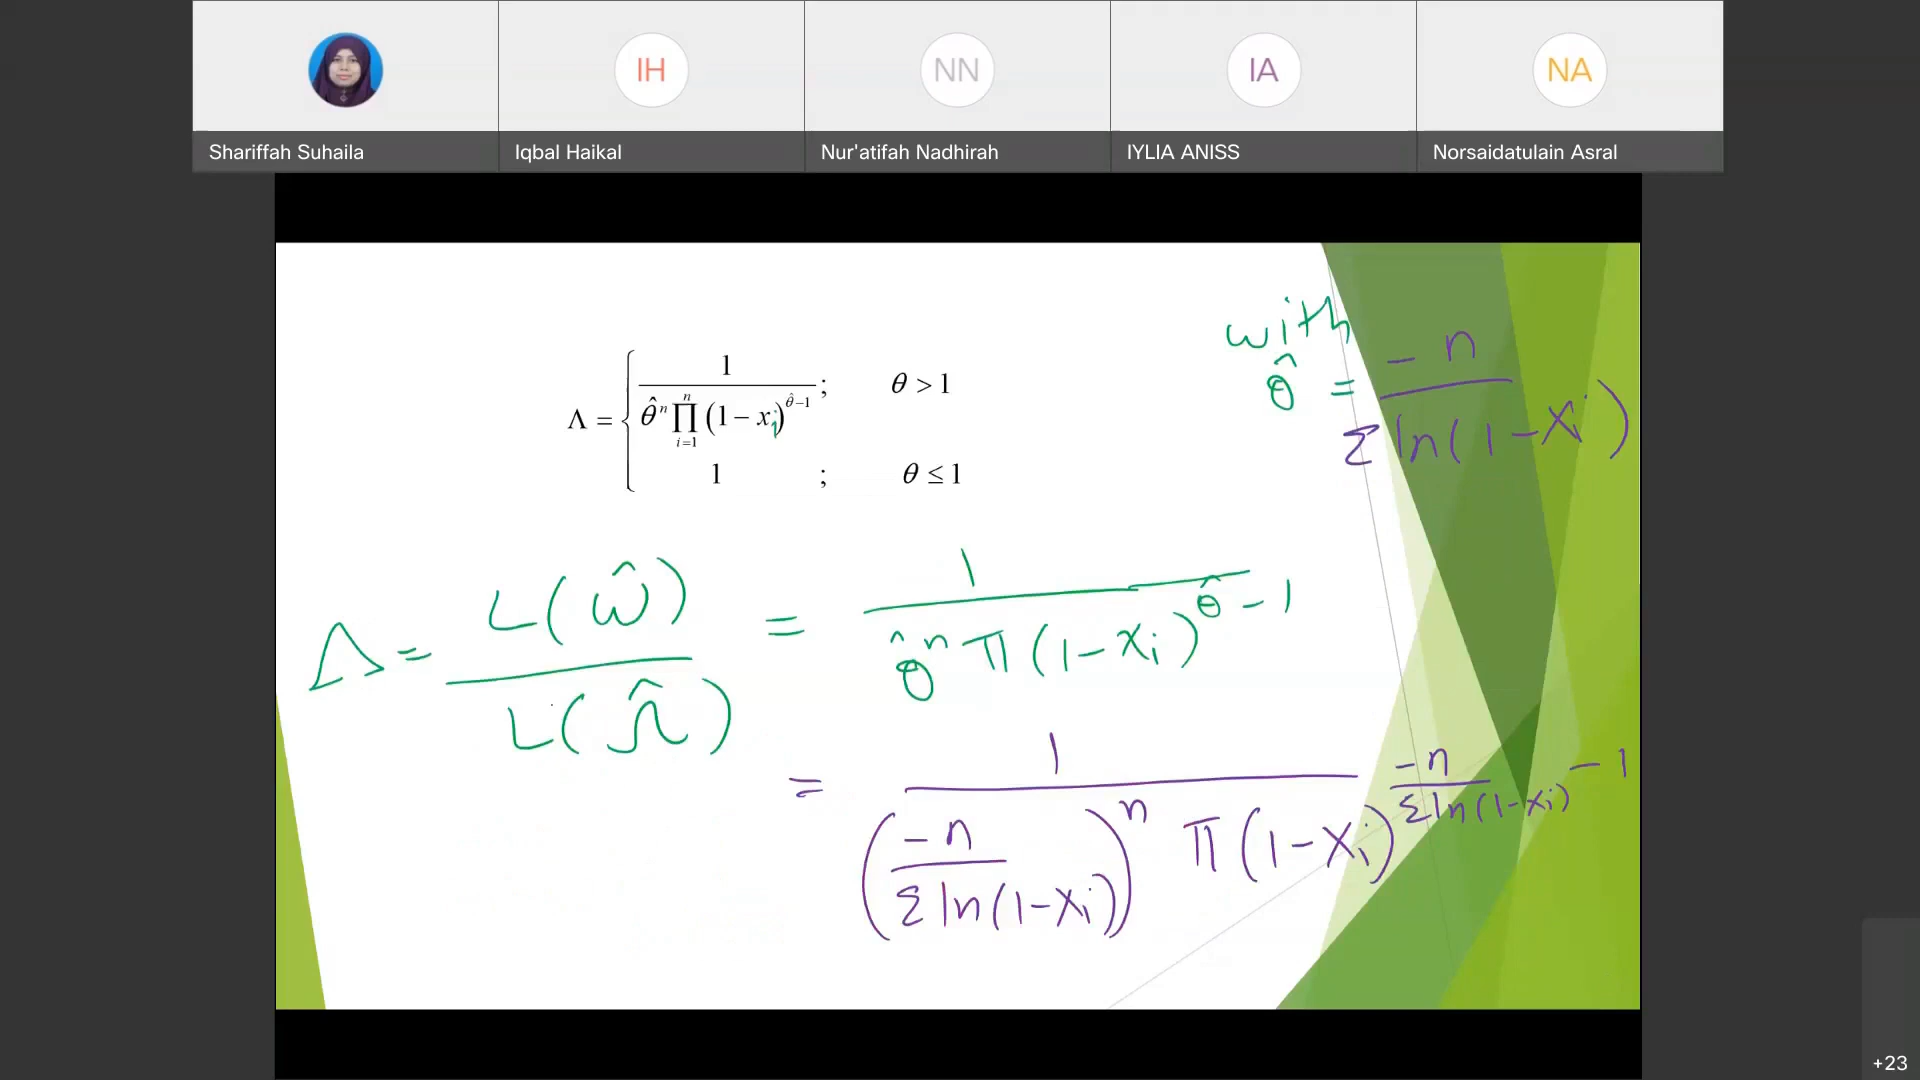 IH
NN
IA
NA
Shariffah Suhaila
Iqbal Haikal
Nur'atifah Nadhirah
IYLIA ANISS
Norsaidatulain Asral
with
θ̂ = -n / Σ ln(1-xi)
Λ = { 1 / θ̂^n ∏_{i=1}^{n} (1 − xi)^{θ̂−1} ; θ > 1
1 ; θ ≤ 1
Λ = L(ω̂) / L(Ω̂) = 1 / θ̂^n π(1-xi)^{θ̂-1}
= 1 / (-n / Σ ln(1-xi))^n π(1-xi)^{-n / Σ ln(1-xi) - 1}
+23